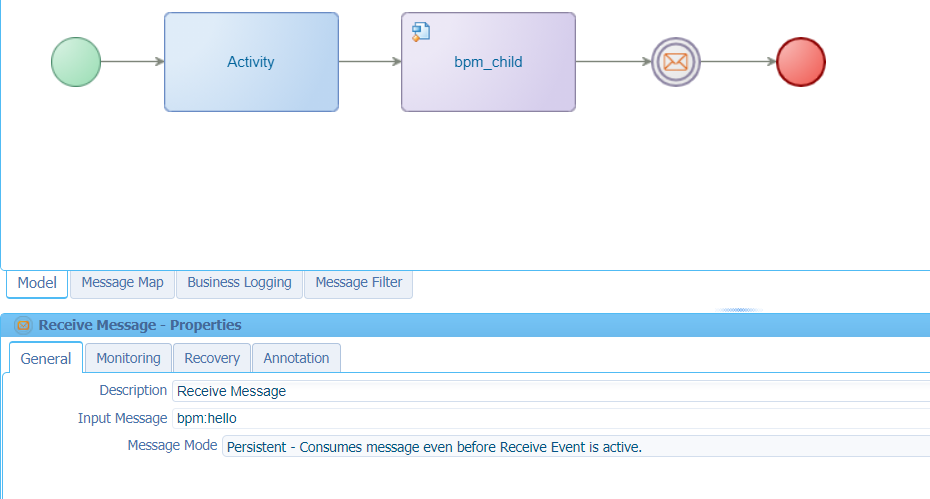 Activity
bpm_child
Model Message Map Business Logging Message Filter
Receive Message - Properties
General Monitoring Recovery Annotation
Description Receive Message
Input Message bpm:hello
Message Mode Persistent - Consumes message even before Receive Event is active.